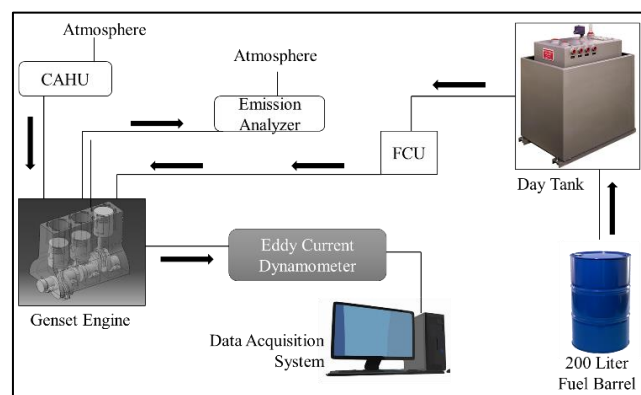 Atmosphere
CAHU
Atmosphere
Emission
Analyzer
FCU
Day Tank
Genset Engine
Eddy Current
Dynamometer
Data Acquisition
System
200 Liter
Fuel Barrel